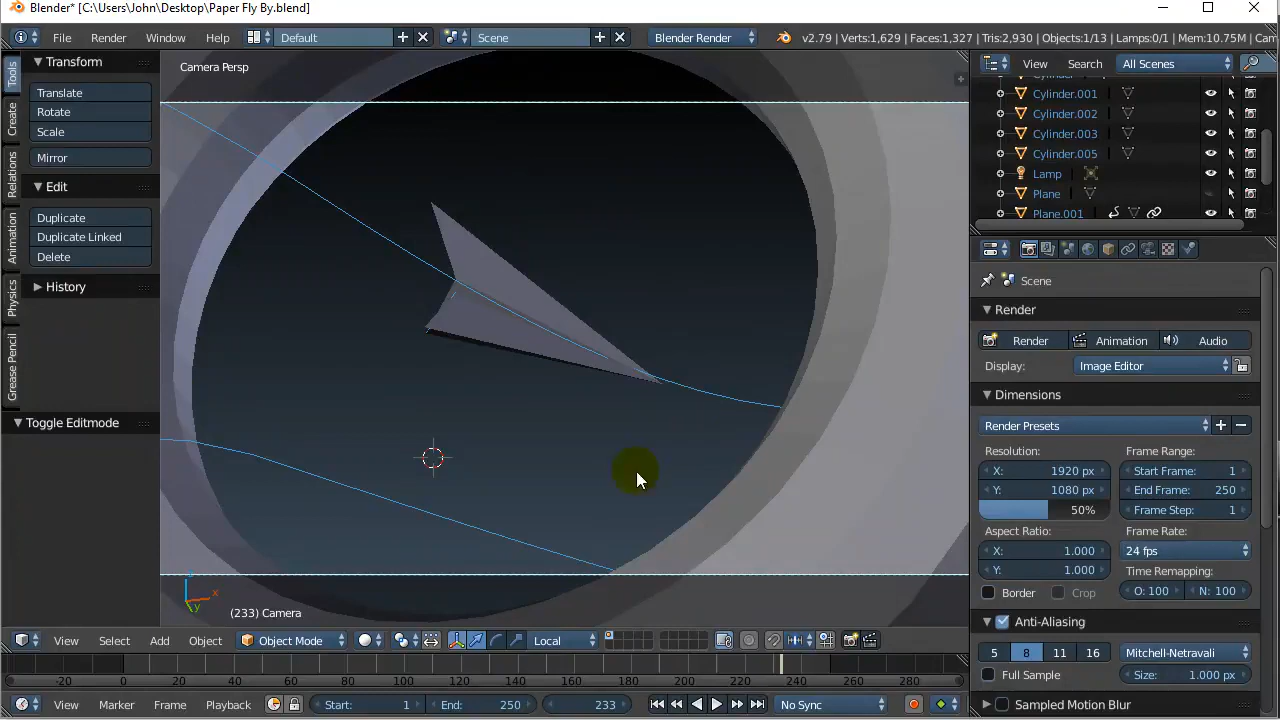 Blender* [C:\Users\John\Desktop\Paper Fly By.blend]
File Render Window Help Default Scene Blender Render v2.79 | Verts:1,629 | Faces:1,327 | Tris:2,930 | Objects:1/13 | Lamps:0/1 | Mem:10.75M | Cam
Tools
Create
Relations
Animation
Physics
Grease Pencil
Transform
Translate
Rotate
Scale
Mirror
Edit
Duplicate
Duplicate Linked
Delete
History
Toggle Editmode
Camera Persp
x
y
(233) Camera
View Select Add Object Object Mode Local
-20 0 20 40 60 80 100 120 140 160 180 200 220 240 260 280
View Marker Frame Playback Start: 1 End: 250 233 No Sync
View Search All Scenes
Cylinder.001
Cylinder.002
Cylinder.003
Cylinder.005
Lamp
Plane
Plane.001
Scene
Render
Render Animation Audio
Display: Image Editor
Dimensions
Render Presets
Resolution: Frame Range:
X: 1920 px Start Frame: 1
Y: 1080 px End Frame: 250
50% Frame Step: 1
Aspect Ratio: Frame Rate:
X: 1.000 24 fps
Y: 1.000 Time Remapping:
Border Crop O: 100 N: 100
Anti-Aliasing
5 8 11 16 Mitchell-Netravali
Full Sample Size: 1.000 px
Sampled Motion Blur